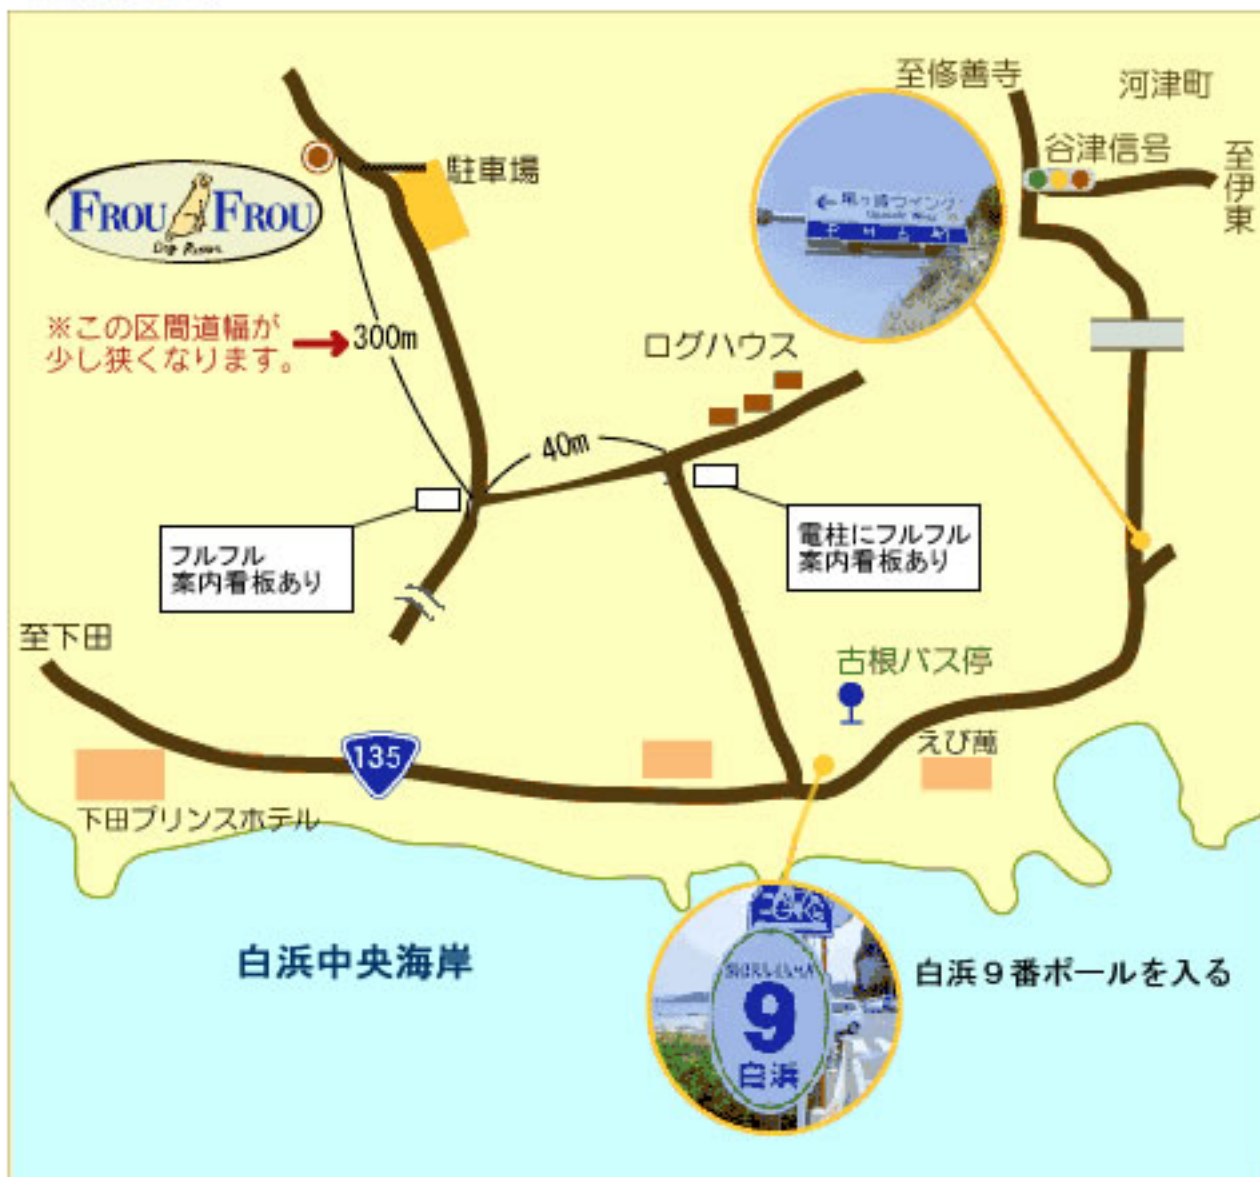 至修善寺
河津町
谷津信号
至伊東
駐車場
FROU FROU
※この区間道幅が
少し狭くなります。
300m
ログハウス
40m
フルフル
案内看板あり
電柱にフルフル
案内看板あり
至下田
古根バス停
135
えび萬
下田プリンスホテル
白浜中央海岸
白浜9番ポールを入る
9
白浜